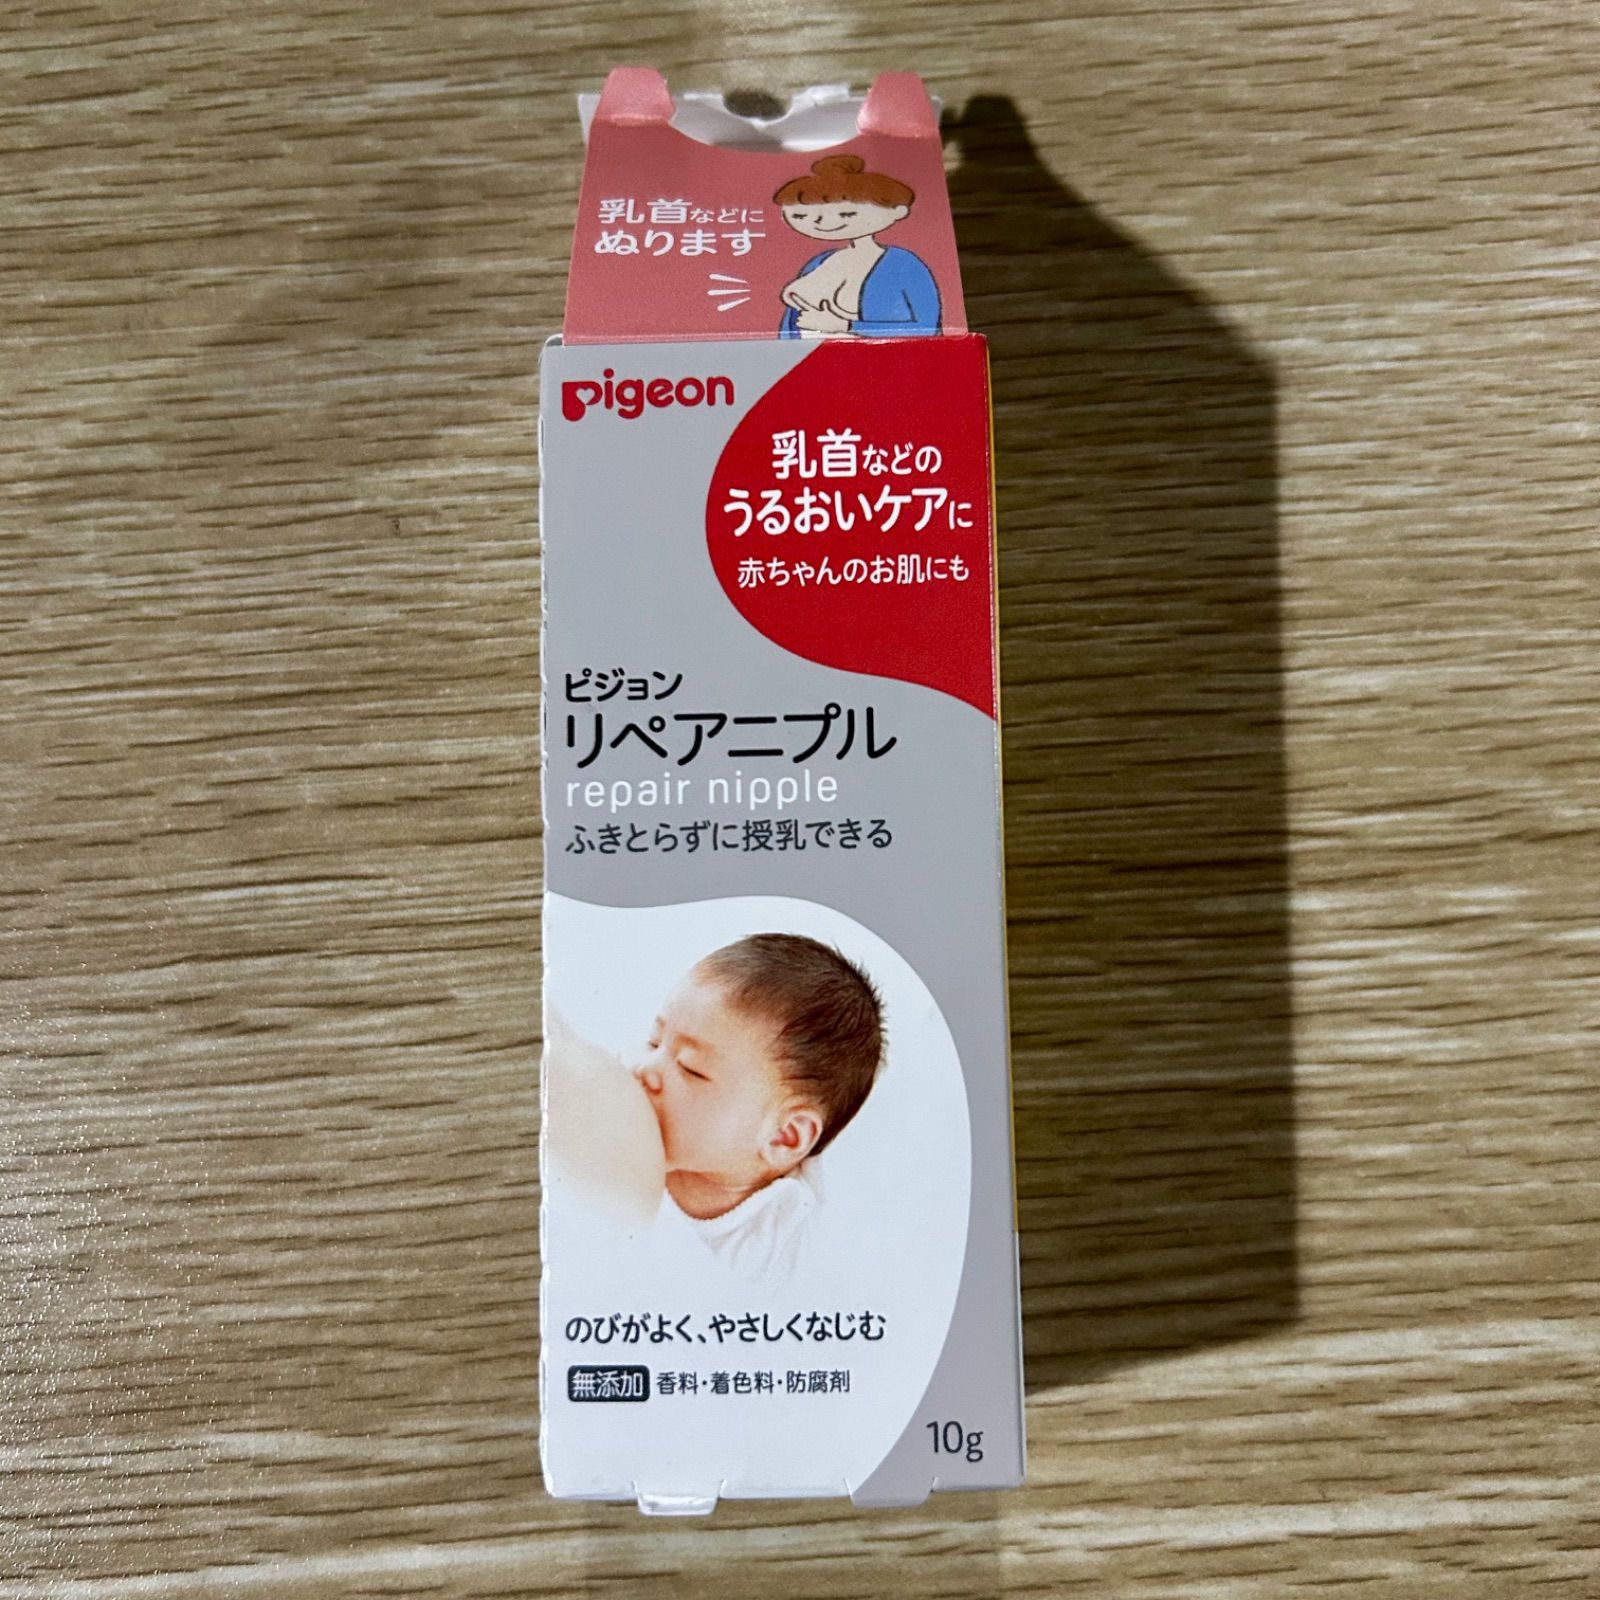 乳首などに
ぬります
Pigeon
乳首などの
うるおいケアに
赤ちゃんのお肌にも
ピジョン
リペアニプル
repair nipple
ふきとらずに授乳できる
のびがよく、やさしくなじむ
無添加 香料・着色料・防腐剤
10g